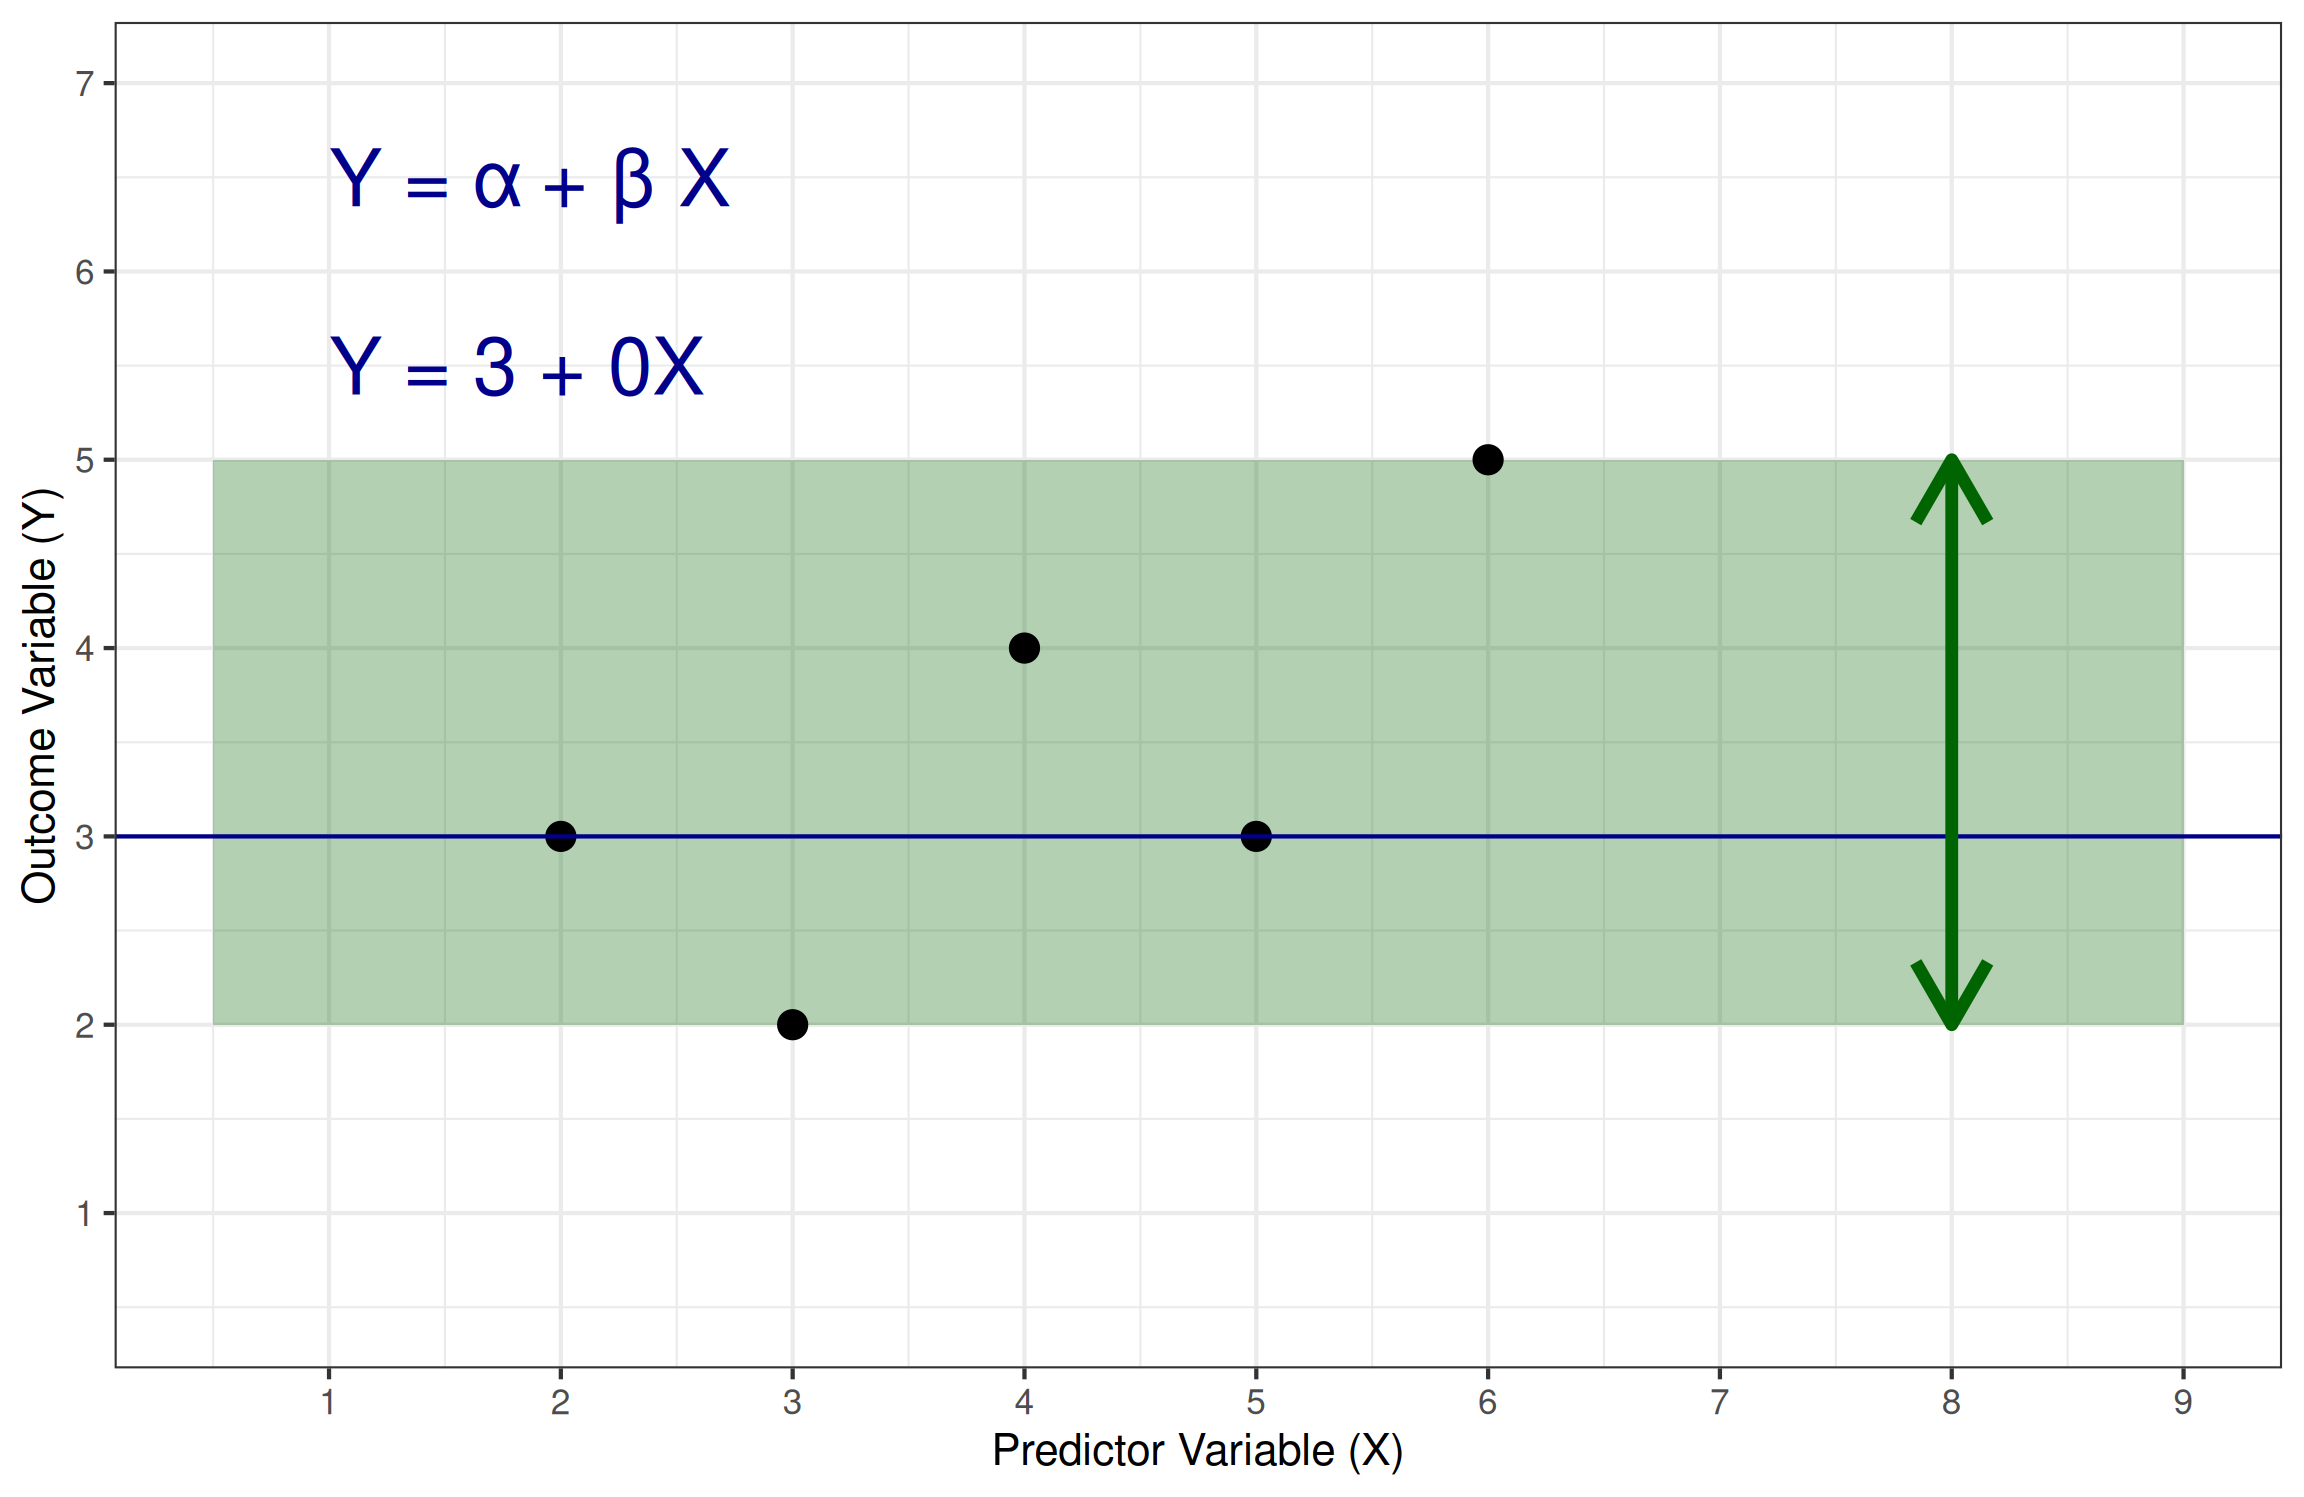 7
Y = α + β X
6
Y = 3 + 0X
5
4
3
2
1
Outcome Variable (Y)
1 2 3 4 5 6 7 8 9
Predictor Variable (X)